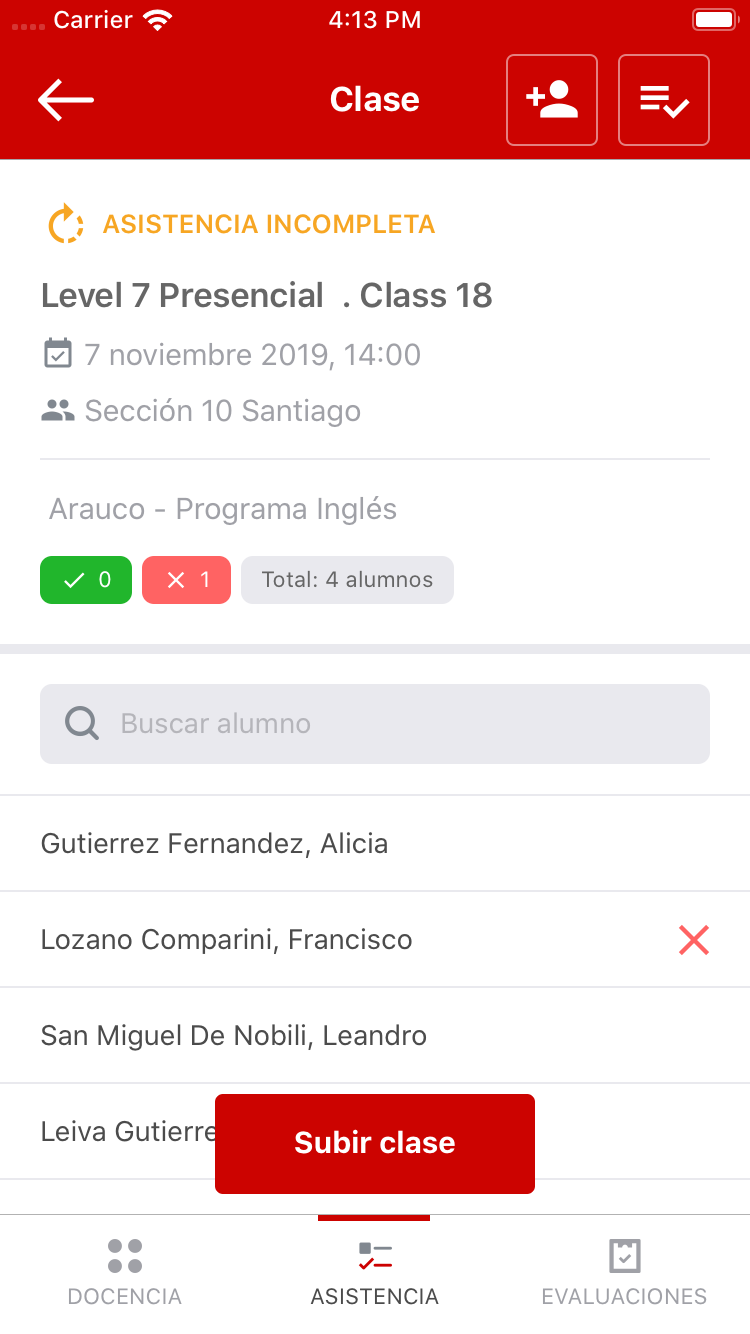 Carrier 4:13 PM
Clase
ASISTENCIA INCOMPLETA
Level 7 Presencial . Class 18
7 noviembre 2019, 14:00
Sección 10 Santiago
Arauco - Programa Inglés
0 1 Total: 4 alumnos
Buscar alumno
Gutierrez Fernandez, Alicia
Lozano Comparini, Francisco
San Miguel De Nobili, Leandro
Leiva Gutierre
Subir clase
DOCENCIA ASISTENCIA EVALUACIONES